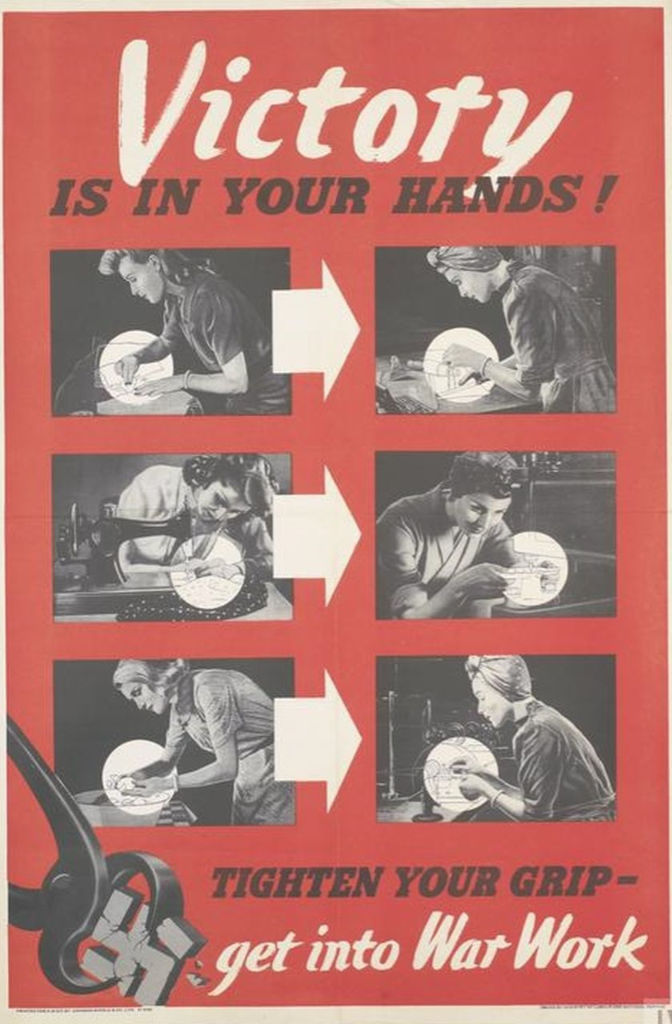 Victory
IS IN YOUR HANDS!
TIGHTEN YOUR GRIP-
get into War Work